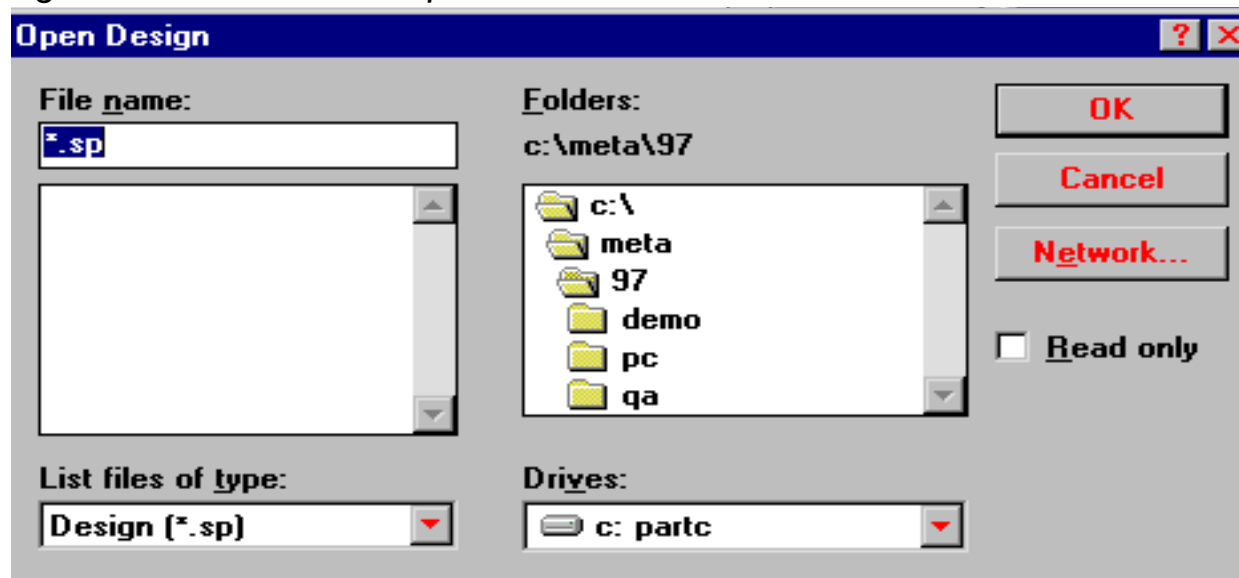 Open Design
File name:
*.sp
Folders:
c:\meta\97
c:\
meta
97
demo
pc
qa
OK
Cancel
Network...
Read only
List files of type:
Design (*.sp)
Drives:
c: partc